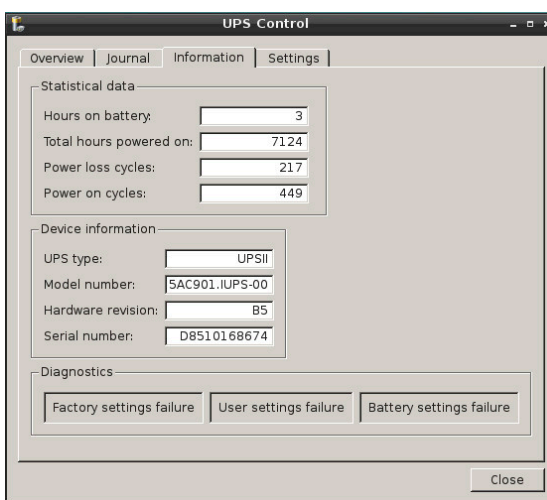 UPS Control
Overview Journal Information Settings
Statistical data
Hours on battery: 3
Total hours powered on: 7124
Power loss cycles: 217
Power on cycles: 449
Device information
UPS type: UPSII
Model number: 5AC901.IUPS-00
Hardware revision: B5
Serial number: D8510168674
Diagnostics
Factory settings failure User settings failure Battery settings failure
Close